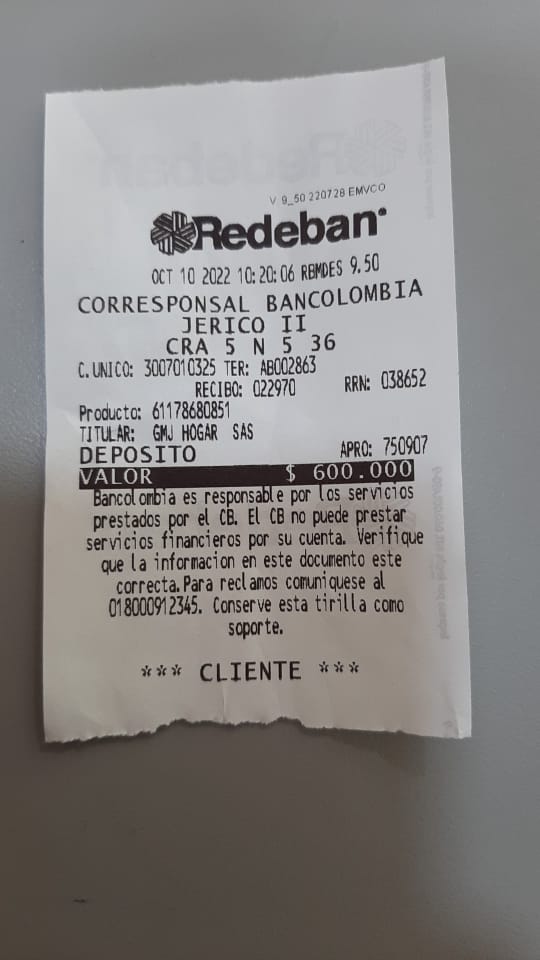 V 9_50 220728 EMVCO
Redeban
OCT 10 2022 10:20:06 RBMDES 9.50
CORRESPONSAL BANCOLOMBIA
JERICO II
CRA 5 N 5 36
C.UNICO: 3007010325 TER: AB002863
RECIBO: 022970 RRN: 038652
Producto: 61178680851
TITULAR: GMJ HOGAR SAS
DEPOSITO APRO: 750907
VALOR $ 600.000
Bancolombia es responsable por los servicios
prestados por el CB. El CB no puede prestar
servicios financieros por su cuenta. Verifique
que la informacion en este documento este
correcta.Para reclamos comuniquese al
018000912345. Conserve esta tirilla como
soporte.
*** CLIENTE ***